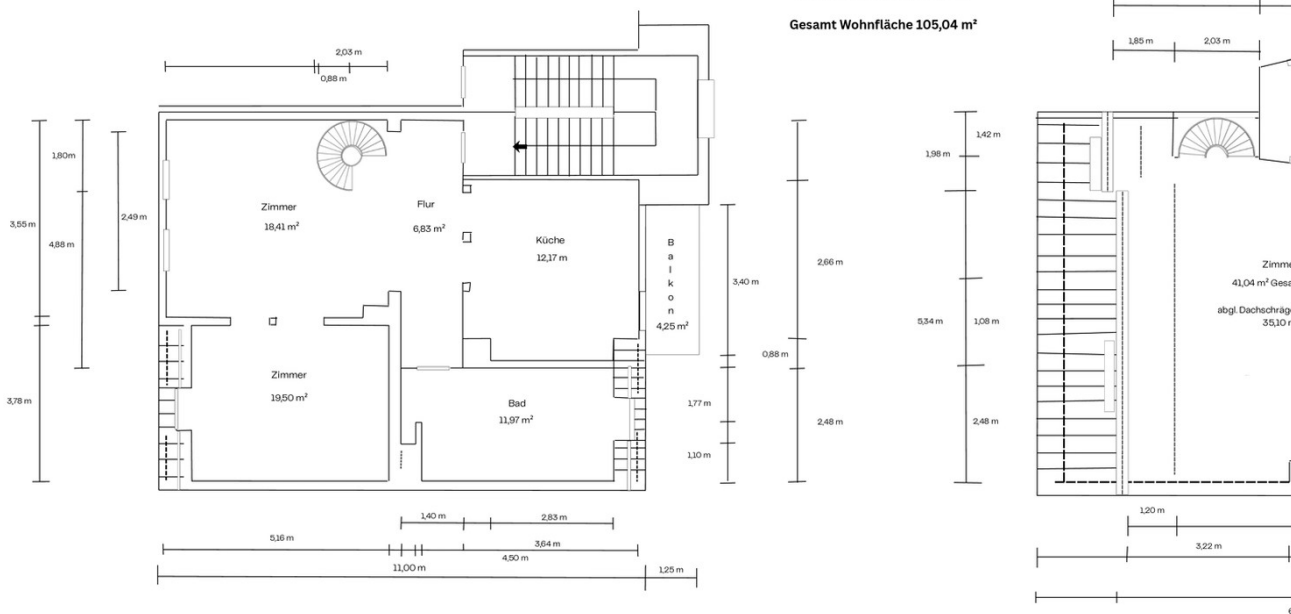 Gesamt Wohnfläche 105,04 m²
2,03 m
0,88 m
1,85 m
2,03 m
1,80m
2,49 m
3,55 m
4,88 m
3,78 m
Zimmer
18,41 m²
Flur
6,83 m²
Küche
12,17 m
B
a
l
k
o
n
4,25 m²
Zimmer
19,50 m²
Bad
11,97 m²
3,40 m
1,77 m
1,10 m
2,66 m
0,88 m
2,48 m
1,42 m
1,98 m
5,34 m
1,08 m
2,48 m
Zimme
41,04 m² Gesa
abgl. Dachschräge
35,10 m
1,40 m
2,83 m
5,16 m
3,64 m
4,50 m
11,00 m
1,25 m
1,20 m
3,22 m